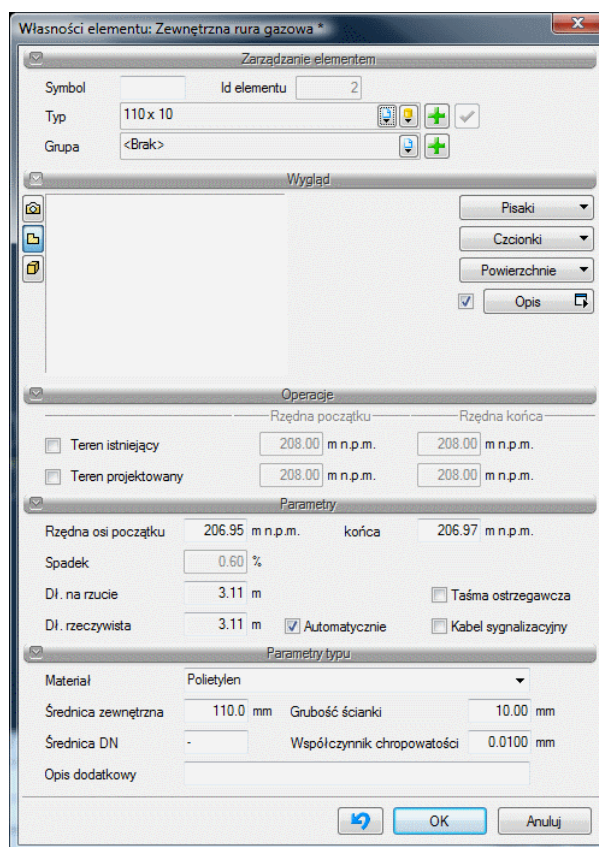 Własności elementu: Zewnętrzna rura gazowa *
Zarządzanie elementem
Symbol Id elementu 2
Typ 110 x 10
Grupa <Brak>
Wygląd
Pisaki
Czcionki
Powierzchnie
Opis
Operacje
Rzędna początku Rzędna końca
Teren istniejący 208.00 m n.p.m. 208.00 m n.p.m.
Teren projektowany 208.00 m n.p.m. 208.00 m n.p.m.
Parametry
Rzędna osi początku 206.95 m n.p.m. końca 206.97 m n.p.m.
Spadek 0.60 %
Dł. na rzucie 3.11 m Taśma ostrzegawcza
Dł. rzeczywista 3.11 m Automatycznie Kabel sygnalizacyjny
Parametry typu
Materiał Polietylen
Średnica zewnętrzna 110.0 mm Grubość ścianki 10.00 mm
Średnica DN - Współczynnik chropowatości 0.0100 mm
Opis dodatkowy
OK Anuluj